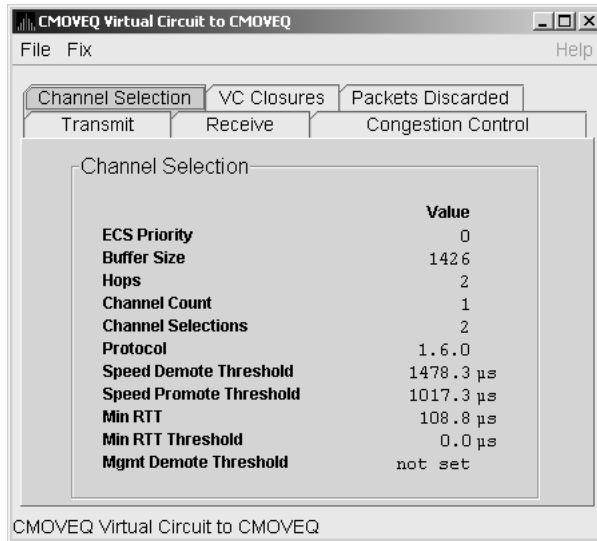 CMOVEQ Virtual Circuit to CMOVEQ
File Fix Help
Channel Selection VC Closures Packets Discarded
Transmit Receive Congestion Control
Channel Selection
Value
ECS Priority 0
Buffer Size 1426
Hops 2
Channel Count 1
Channel Selections 2
Protocol 1.6.0
Speed Demote Threshold 1478.3 µs
Speed Promote Threshold 1017.3 µs
Min RTT 108.8 µs
Min RTT Threshold 0.0 µs
Mgmt Demote Threshold not set
CMOVEQ Virtual Circuit to CMOVEQ